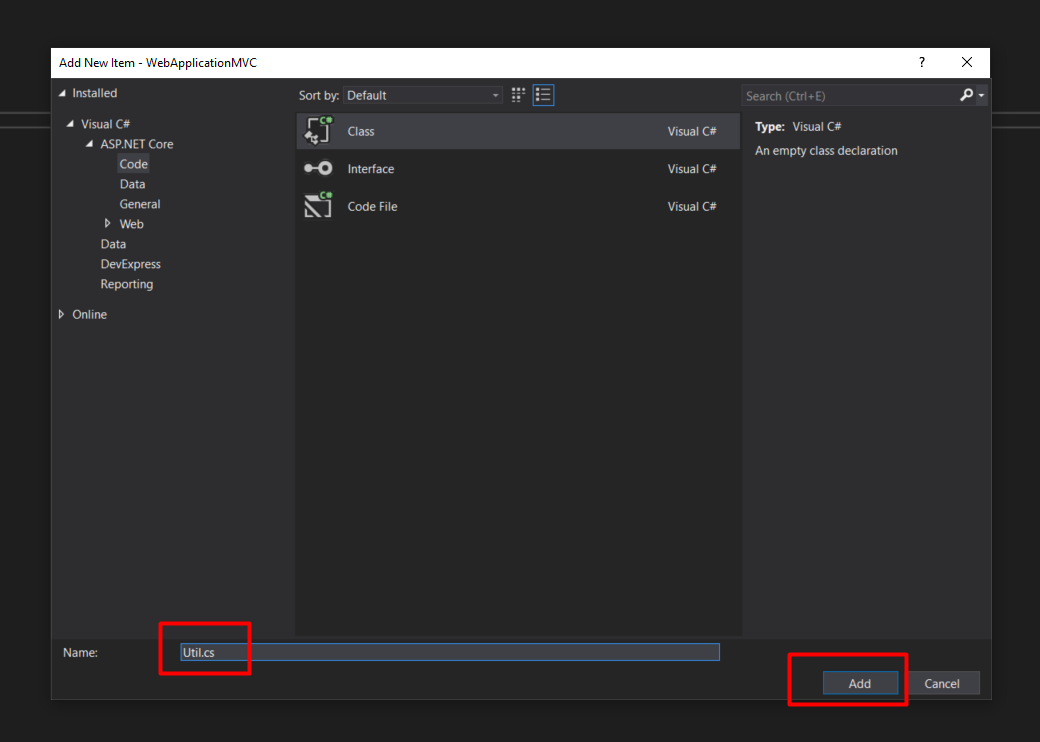 Add New Item - WebApplicationMVC
?
Installed
Visual C#
ASP.NET Core
Code
Data
General
Web
Data
DevExpress
Reporting
Online
Sort by: Default
C# Class Visual C#
Interface Visual C#
C# Code File Visual C#
Search (Ctrl+E)
Type: Visual C#
An empty class declaration
Name: Util.cs
Add Cancel